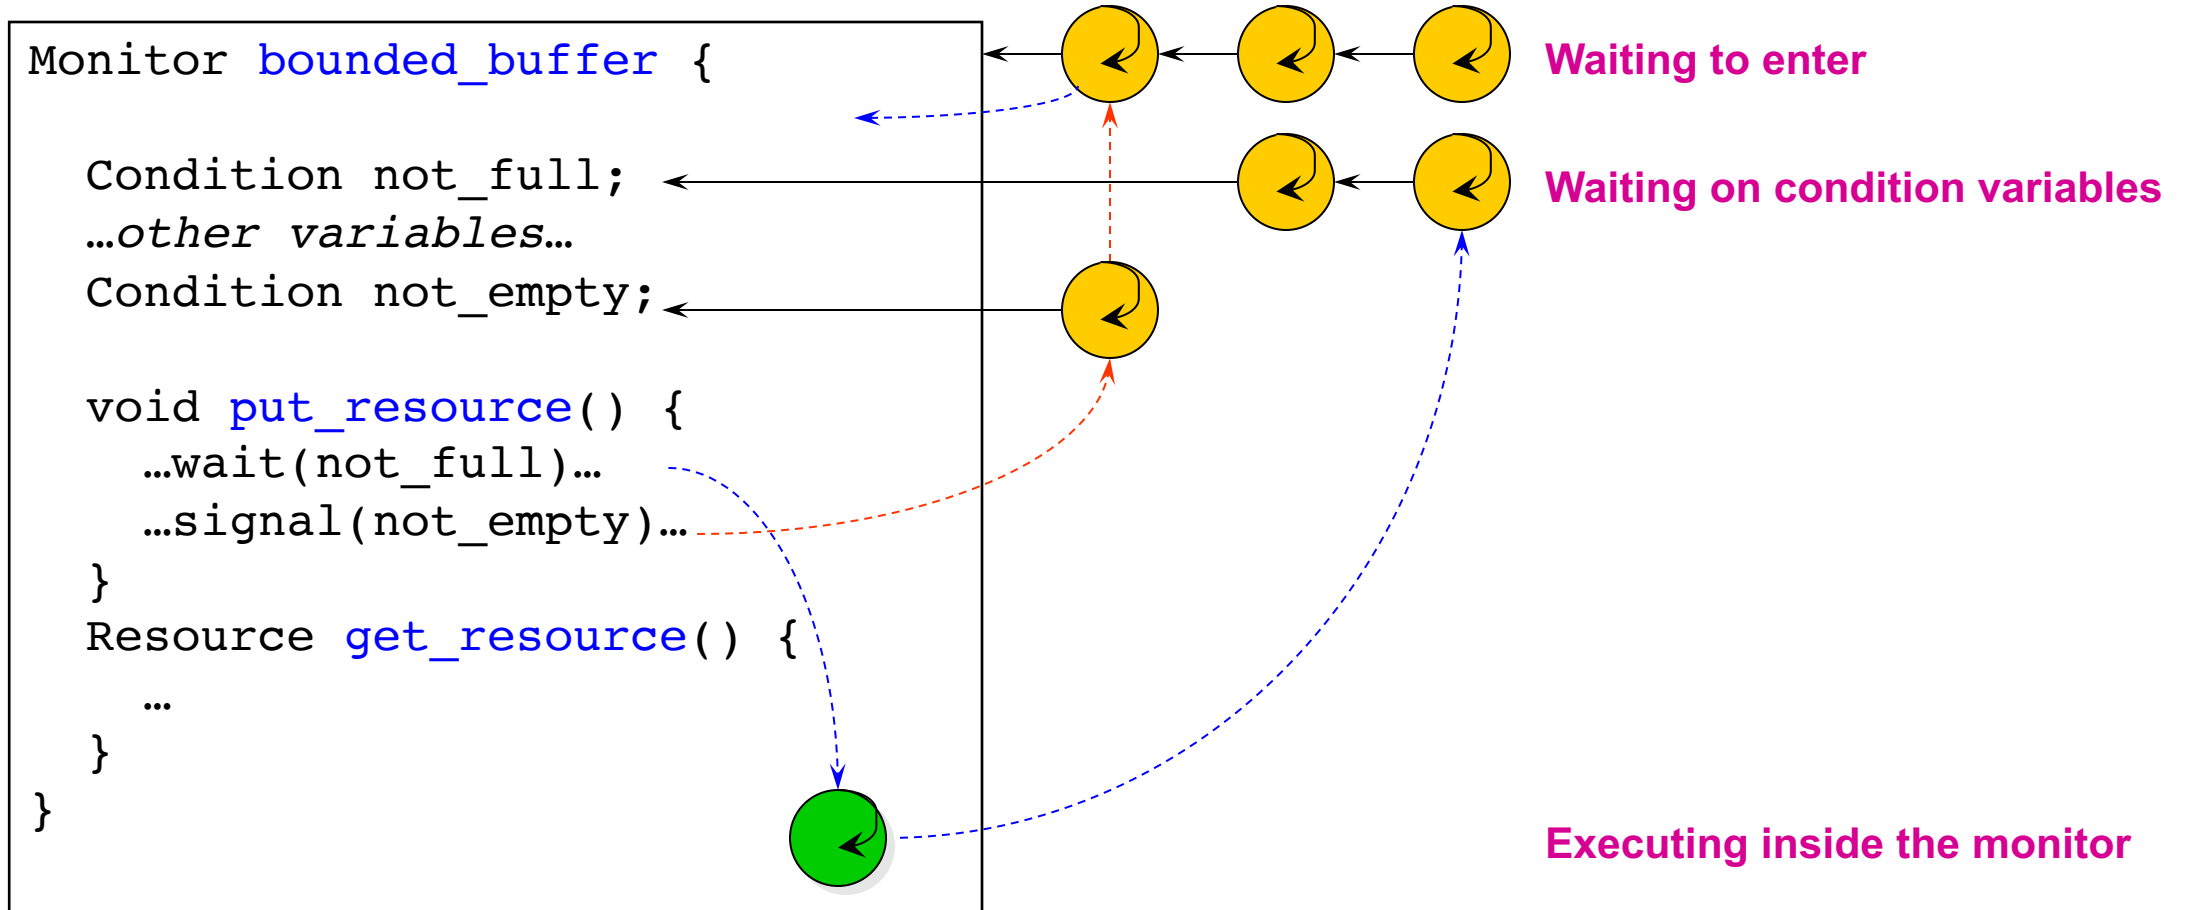 Monitor bounded_buffer {
Waiting to enter
Condition not_full;
Waiting on condition variables
…other variables…
Condition not_empty;
void put_resource() {
…wait(not_full)…
…signal(not_empty)…
}
Resource get_resource() {
…
}
}
Executing inside the monitor